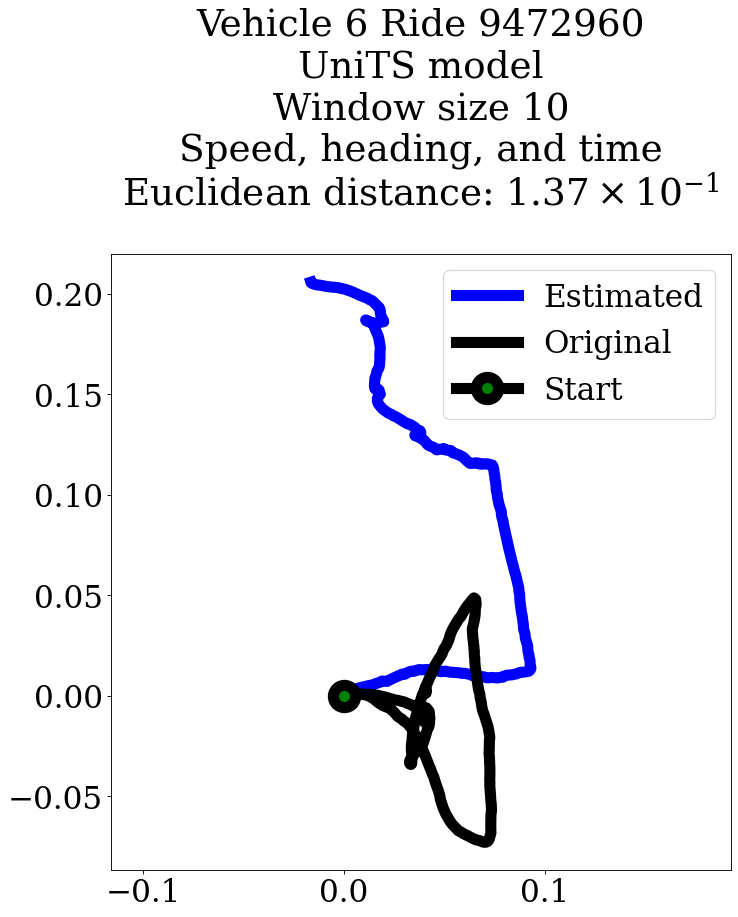 Vehicle 6 Ride 9472960
UniTS model
Window size 10
Speed, heading, and time
Euclidean distance: 1.37 × 10⁻¹
Estimated
Original
Start
0.20
0.15
0.10
0.05
0.00
−0.05
−0.1
0.0
0.1